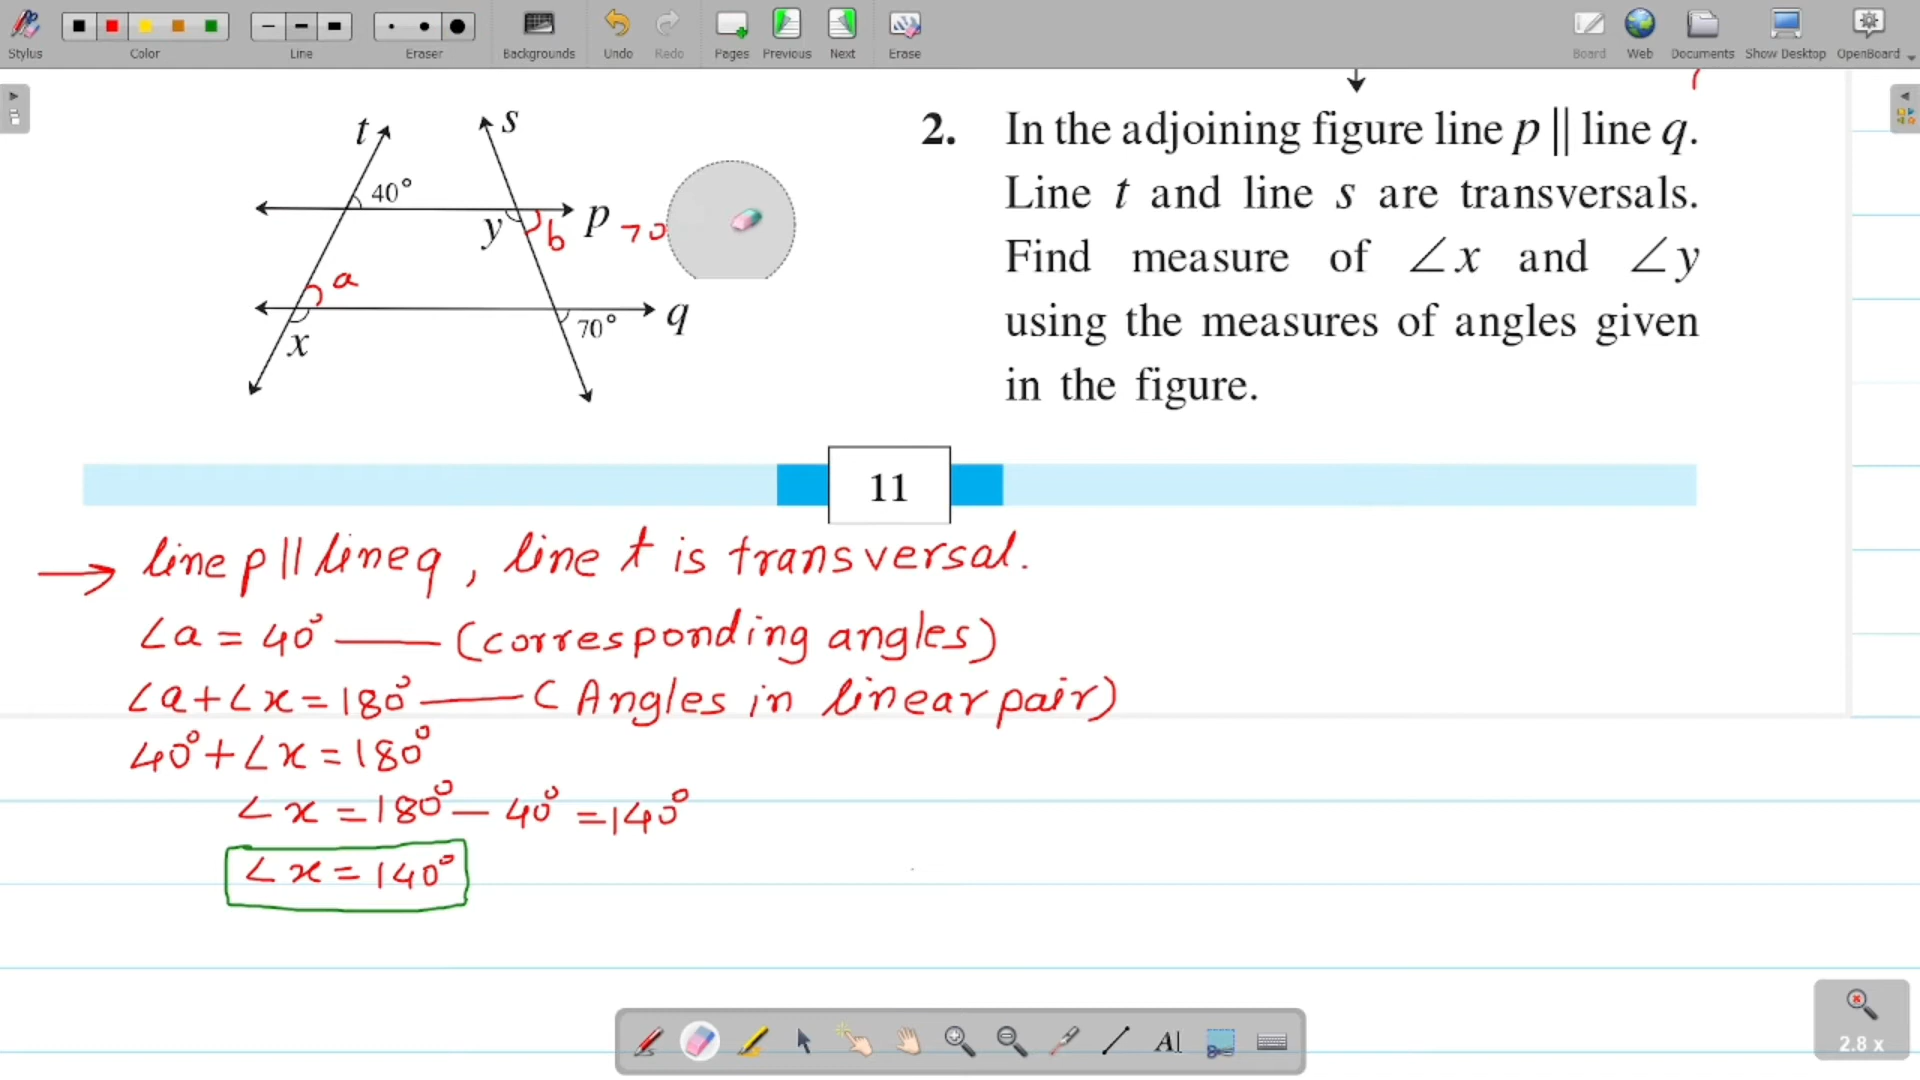 Stylus
Color
Line
Eraser
Backgrounds
Undo
Redo
Pages
Previous
Next
Erase
Board
Web
Documents
Show Desktop
OpenBoard
t
s
40°
y
b
p
70
a
x
70°
q
2. In the adjoining figure line p || line q.
Line t and line s are transversals.
Find measure of ∠x and ∠y
using the measures of angles given
in the figure.
11
→ line p || line q, line t is transversal.
∠a = 40° — (corresponding angles)
∠a + ∠x = 180° — (Angles in linear pair)
40° + ∠x = 180°
∠x = 180° - 40° = 140°
∠x = 140°
AI
2.8 x